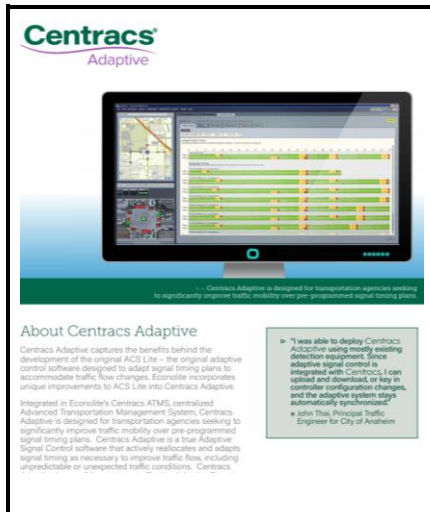 Centracs®
Adaptive
Centracs Adaptive is designed for transportation agencies seeking
to significantly improve traffic mobility over pre-programmed signal timing plans.
About Centracs Adaptive
Centracs Adaptive captures the benefits behind the
development of the original ACS Lite – the original adaptive
control software designed to adapt signal timing plans to
accommodate traffic flow changes. Econolite incorporates
unique improvements to ACS Lite into Centracs Adaptive.
Integrated in Econolite's Centracs ATMS, centralized
Advanced Transportation Management System, Centracs
Adaptive is designed for transportation agencies seeking to
significantly improve traffic mobility over pre-programmed
signal timing plans. Centracs Adaptive is a true Adaptive
Signal Control software that actively reallocates and adapts
signal timing as necessary to improve traffic flow, including
unpredictable or unexpected traffic conditions. Centracs
"I was able to deploy Centracs
Adaptive using mostly existing
detection equipment. Since
adaptive signal control is
integrated with Centracs, I can
upload and download, or key in
controller configuration changes,
and the adaptive system stays
automatically synchronized."
John Thai, Principal Traffic
Engineer for City of Anaheim